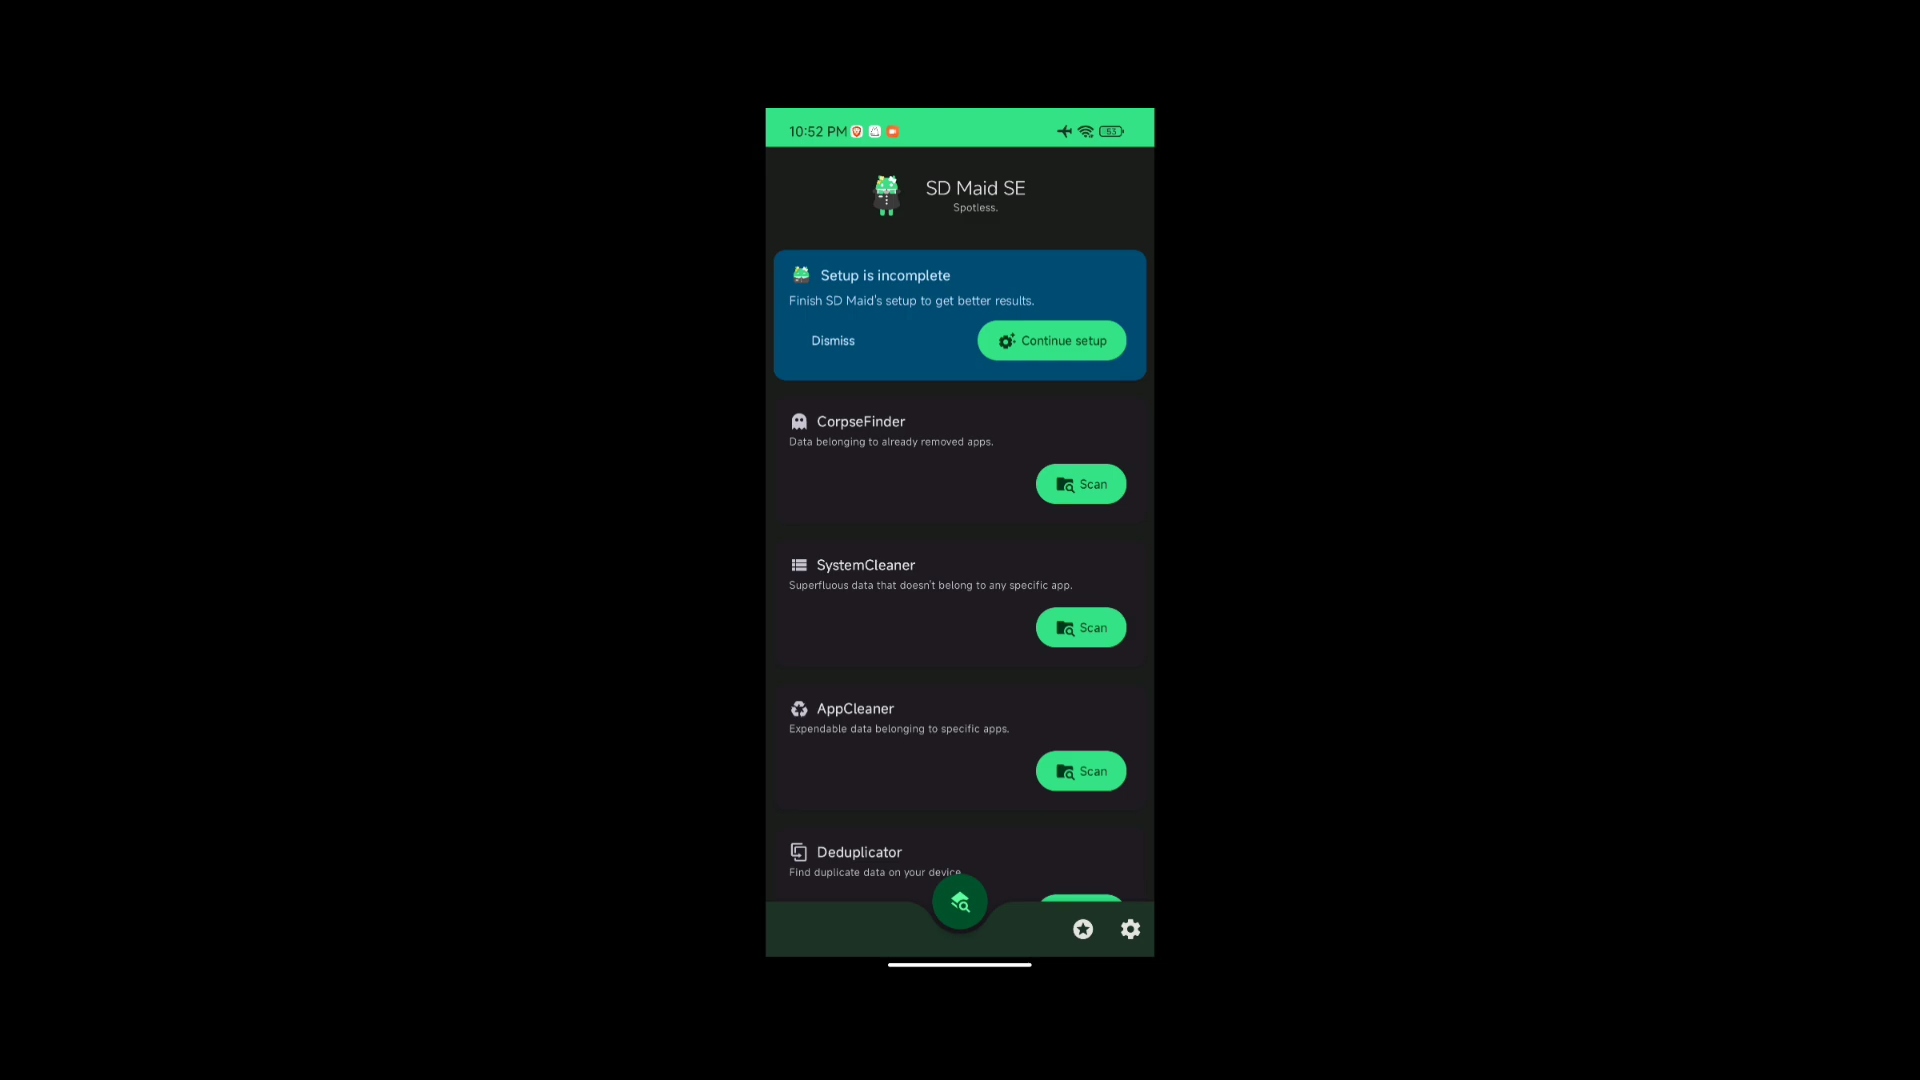 10:52 PM
53
SD Maid SE
Spotless.
Setup is incomplete
Finish SD Maid's setup to get better results.
Dismiss
Continue setup
CorpseFinder
Data belonging to already removed apps.
Scan
SystemCleaner
Superfluous data that doesn't belong to any specific app.
Scan
AppCleaner
Expendable data belonging to specific apps.
Scan
Deduplicator
Find duplicate data on your device.